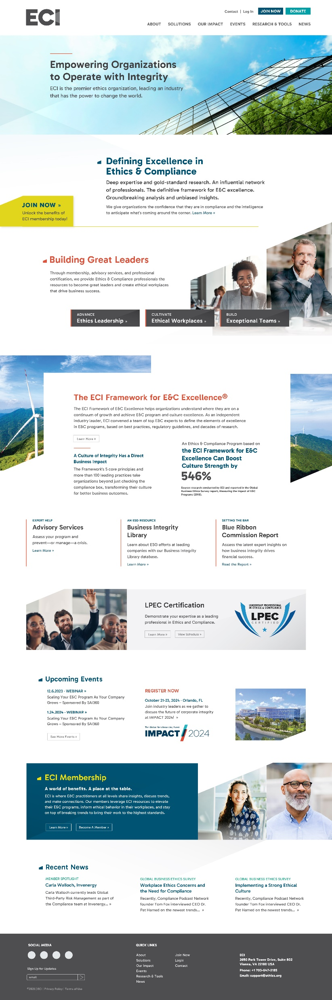 ECI
Contact | Log In
JOIN NOW
DONATE
ABOUT
SOLUTIONS
OUR IMPACT
EVENTS
RESEARCH & TOOLS
NEWS
Empowering Organizations
to Operate with Integrity
ECI is the premier ethics organization, leading an industry
that has the power to change the world.
Defining Excellence in
Ethics & Compliance
Deep expertise and gold-standard research. An influential network
of professionals. The definitive framework for E&C excellence.
Groundbreaking analysis and unbiased insights.
We give organizations the confidence that they are in compliance and the intelligence
to anticipate what's coming around the corner. Learn More »
JOIN NOW »
Unlock the benefits of
ECI membership today!
Building Great Leaders
Through membership, advisory services, and professional
certification, we provide Ethics & Compliance professionals the
resources to become great leaders and create ethical workplaces
that drive business success.
ADVANCE
Ethics Leadership »
CULTIVATE
Ethical Workplaces »
BUILD
Exceptional Teams »
The ECI Framework for E&C Excellence®
The ECI Framework of E&C Excellence helps organizations understand where they are on a
continuum of growth and achieve E&C program and culture excellence. As an independent
industry leader, ECI convened a team of top E&C experts to define the elements of excellence
in E&C programs, based on best practices, regulatory guidelines, and decades of research.
Learn More »
A Culture of Integrity Has a Direct
Business Impact
The Framework's 5 core principles and
more than 100 leading practices take
organizations beyond just checking the
compliance box, transforming their culture
for better business outcomes.
An Ethics & Compliance Program based on
the ECI Framework for E&C
Excellence Can Boost
Culture Strength by
546%
Source: research conducted by ECI and reported in the Global
Business Ethics Survey report, Measuring the Impact of E&C
Programs (2018).
EXPERT HELP
Advisory Services
Assess your program and
prevent—or manage—a crisis.
Learn More »
AN ESG RESOURCE
Business Integrity
Library
Learn about ESG efforts at leading
companies with our Business Integrity
Library database.
Learn More »
SETTING THE BAR
Blue Ribbon
Commission Report
Access the latest expert insights on
how business integrity drives
financial success.
Read the Report »
LPEC Certification
Demonstrate your expertise as a leading
professional in Ethics and Compliance.
Learn More »
View Schedule »
LEADERSHIP PROFESSIONAL
IN ETHICS & COMPLIANCE
LPEC
CERTIFIED
Upcoming Events
12.6.2023 · WEBINAR »
Scaling Your E&C Program As Your Company
Grows – Sponsored By SAI360
1.24.2024 · WEBINAR »
Scaling Your E&C Program As Your Company
Grows – Sponsored By SAI360
See More Events »
REGISTER NOW
October 21-23, 2024 · Orlando, FL
Join industry leaders as we gather to
discuss the future of corporate integrity
at IMPACT 2024! »
The Global Benchmarking Event
IMPACT/2024
ECI Membership
A world of benefits. A place at the table.
ECI is where E&C practitioners at all levels share insights, discuss trends,
and make connections. Our members leverage ECI resources to elevate
their E&C programs, inform ethical behavior in their workplaces, and stay
on top of breaking trends to bring their work to the highest standards.
Learn More »
Become A Member »
Recent News
MEMBER SPOTLIGHT
Carla Walloch, Invenergy
Carla Walloch currently leads Global
Third-Party Risk Management as part of
the Compliance team at Invenergy... »
GLOBAL BUSINESS ETHICS SURVEY
Workplace Ethics Concerns and
the Need for Compliance
Recently, Compliance Podcast Network
founder Tom Fox interviewed CEO Dr.
Pat Harned on the newest trends... »
GLOBAL BUSINESS ETHICS SURVEY
Implementing a Strong Ethical
Culture
Recently, Compliance Podcast Network
founder Tom Fox interviewed CEO Dr.
Pat Harned on the newest trends... »
SOCIAL MEDIA
Sign Up for Updates
email
©2023 | ECI | Privacy Policy | Terms of Use
QUICK LINKS
About
Solutions
Our Impact
Events
Research & Tools
News
Join Now
Login
Contact
ECI
2650 Park Tower Drive, Suite 802
Vienna, VA 22180 USA
Phone: +1 703-647-2185
Email: support@ethics.org